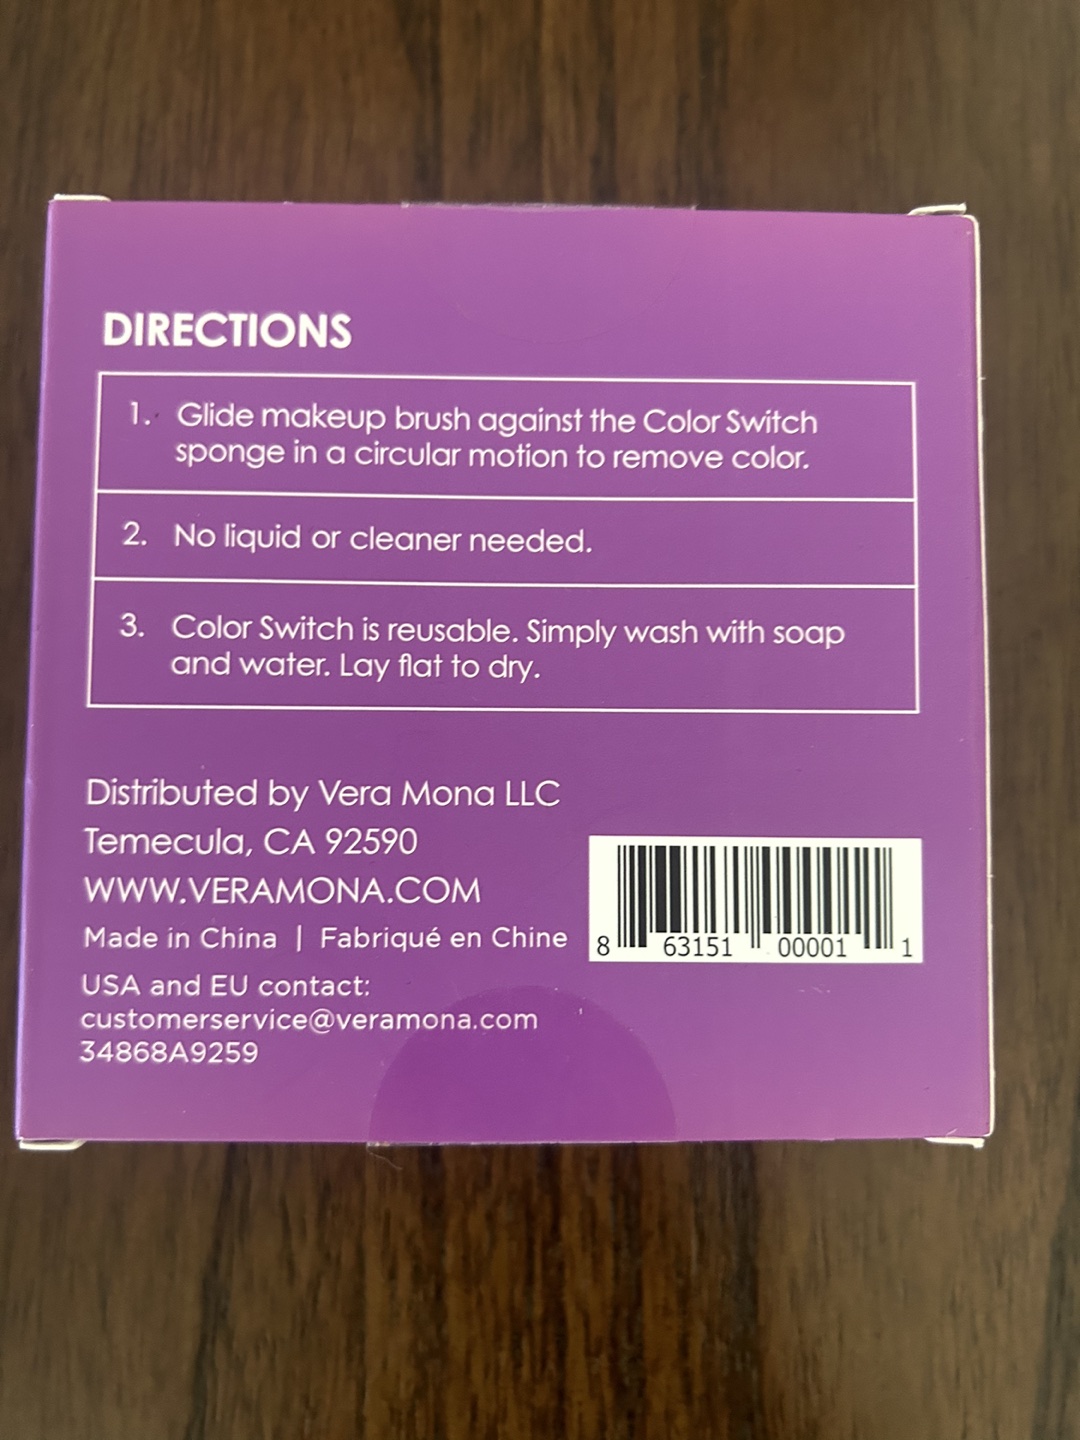 DIRECTIONS
1. Glide makeup brush against the Color Switch
sponge in a circular motion to remove color.
2. No liquid or cleaner needed.
3. Color Switch is reusable. Simply wash with soap
and water. Lay flat to dry.
Distributed by Vera Mona LLC
Temecula, CA 92590
WWW.VERAMONA.COM
Made in China | Fabriqué en Chine
USA and EU contact:
customerservice@veramona.com
34868A9259
8 63151 00001 1